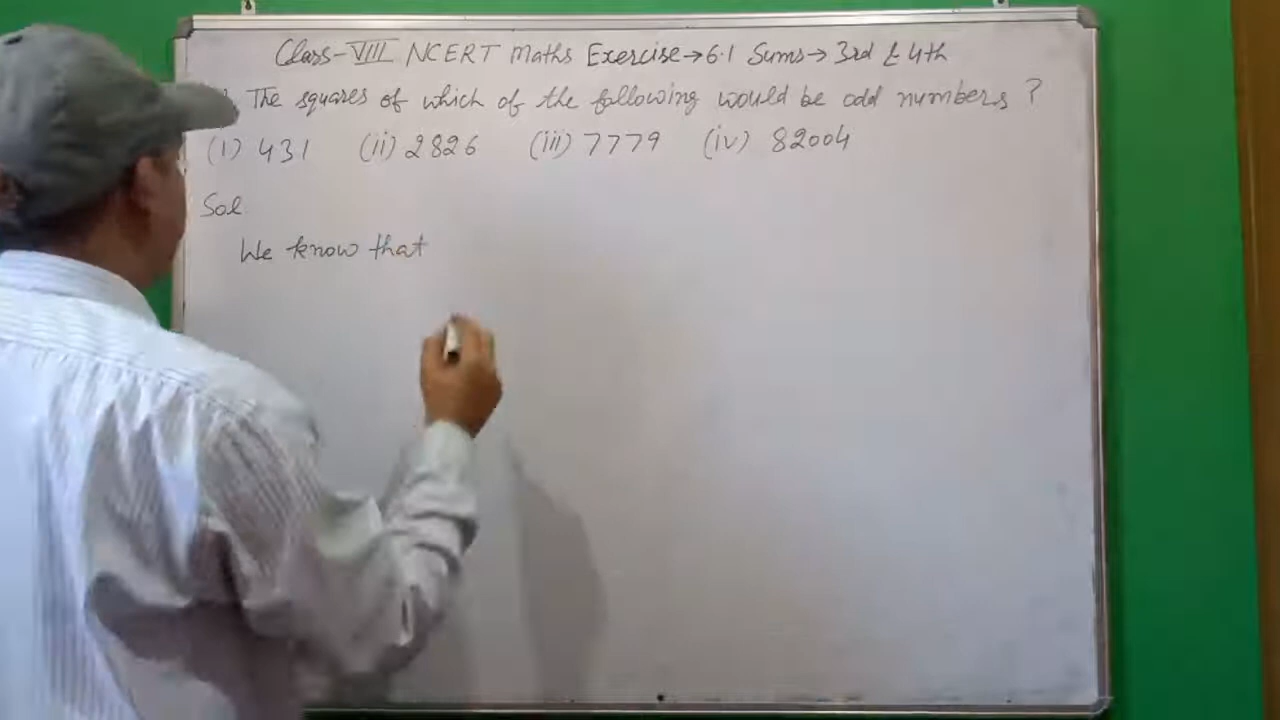 Class-VIII NCERT Maths Exercise→6.1 Sums→3rd & 4th
The squares of which of the following would be odd numbers ?
(i) 431 (ii) 2826 (iii) 7779 (iv) 82004
Sol
We know that